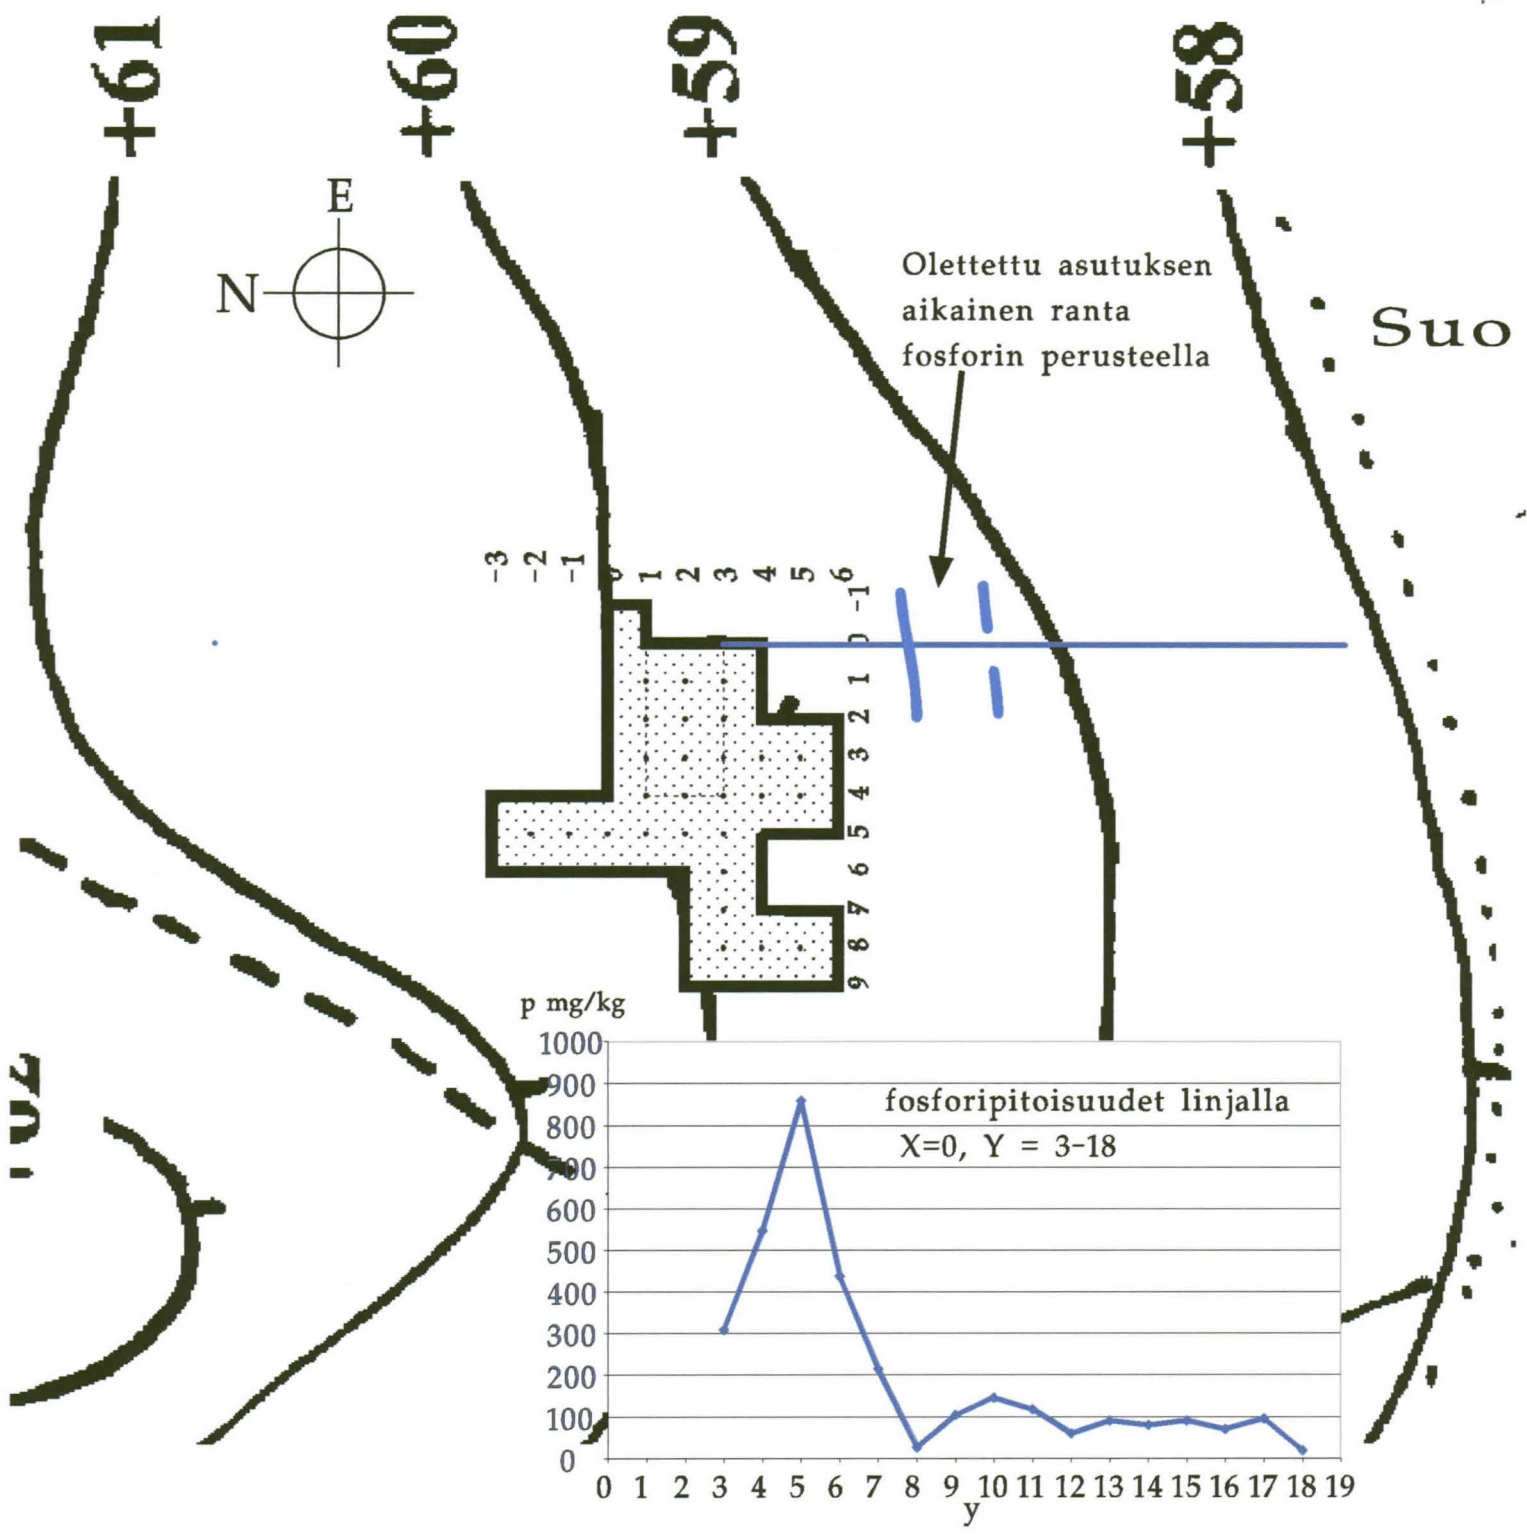 +61
+60
+59
+58
E
N
Olettettu asutuksen
aikainen ranta
fosforin perusteella
Suo
-3 -2 -1 0 1 2 3 4 5 6
-1
0
1
2
3
4
5
6
7
8
9
p mg/kg
1000
900
800
700
600
500
400
300
200
100
0
fosforipitoisuudet linjalla
X=0, Y = 3-18
0 1 2 3 4 5 6 7 8 9 10 11 12 13 14 15 16 17 18 19
y